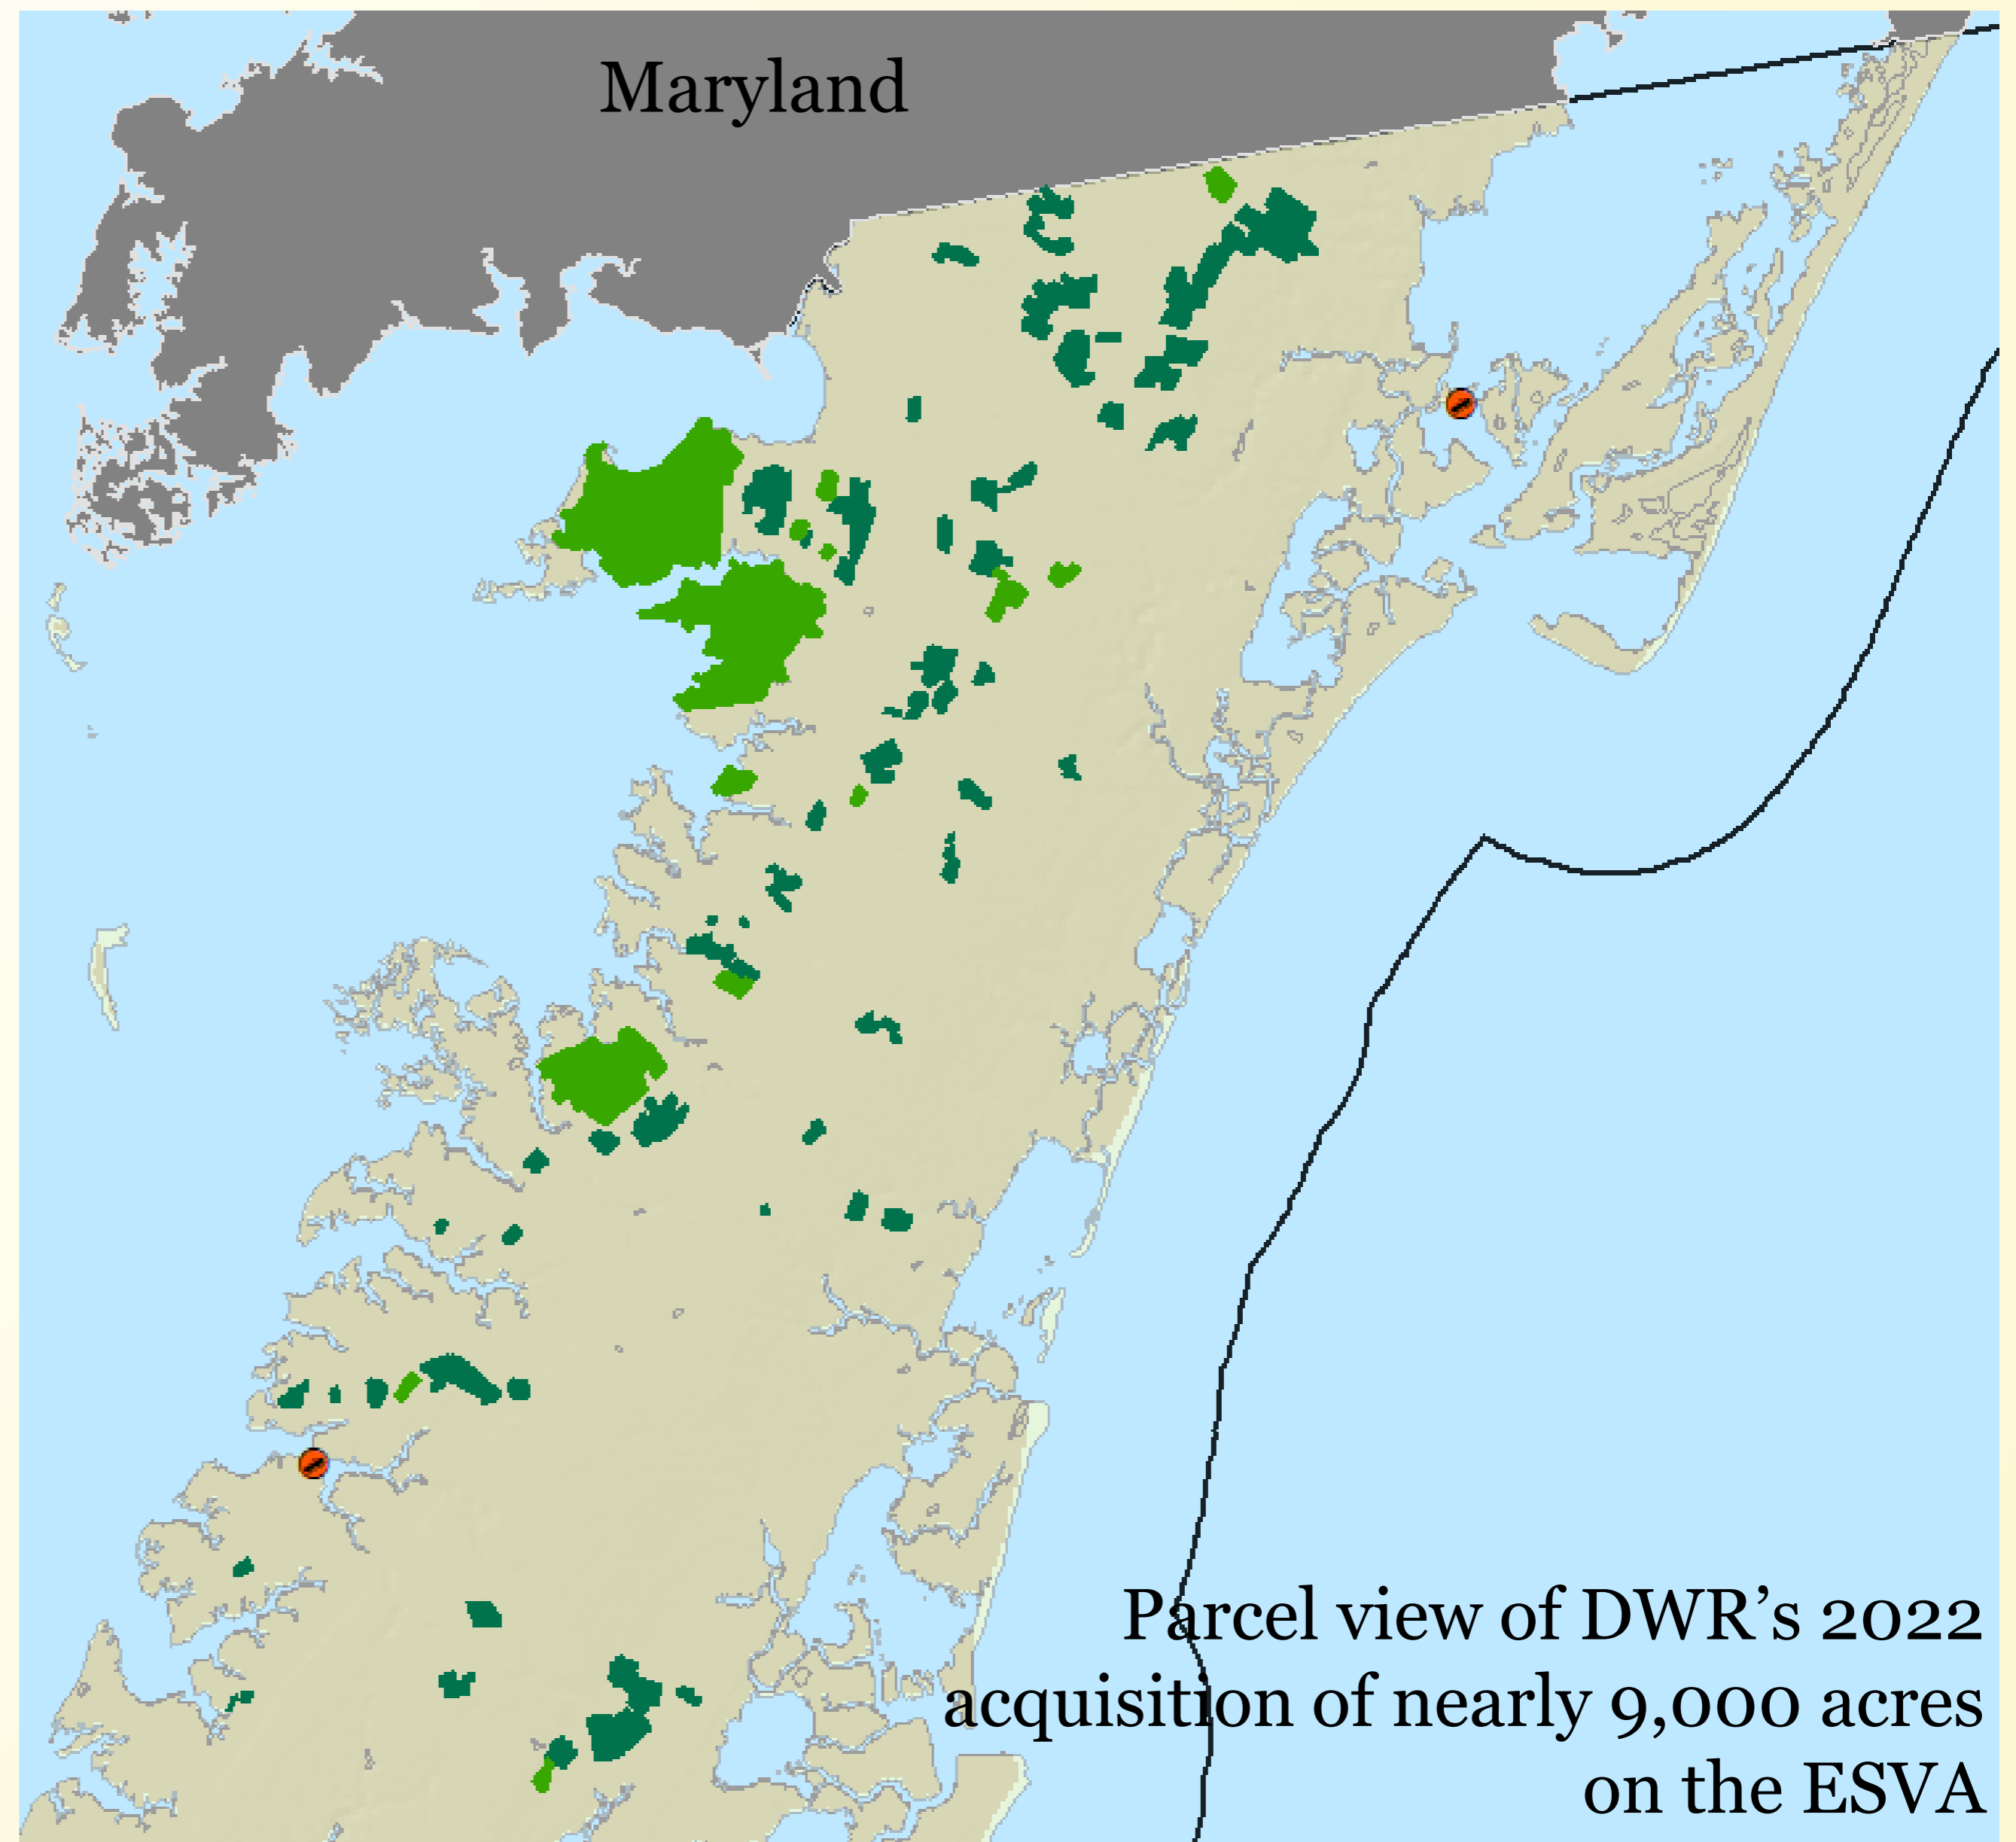 Maryland
Parcel view of DWR’s 2022
acquisition of nearly 9,000 acres
on the ESVA